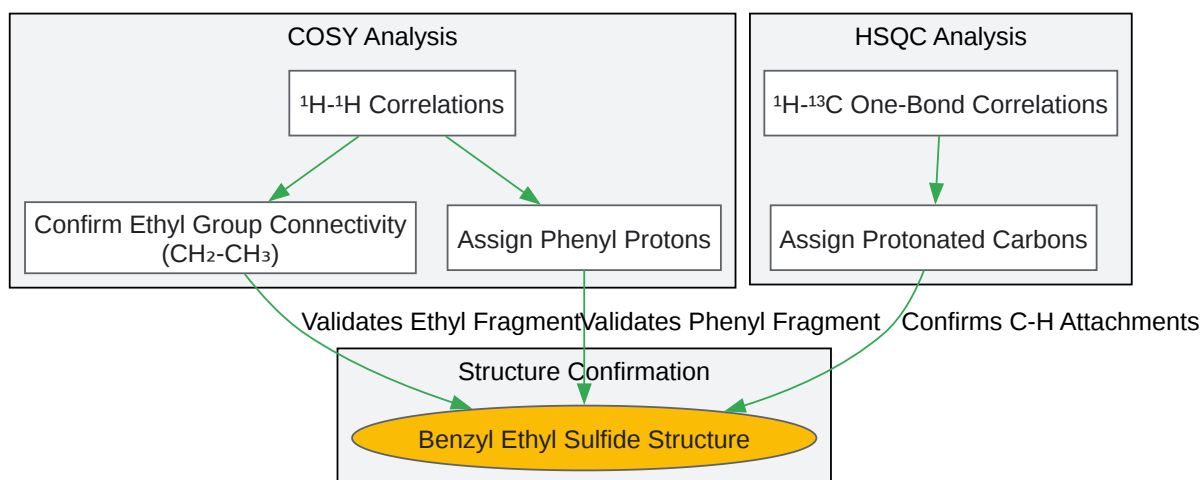 COSY Analysis
HSQC Analysis
¹H-¹H Correlations
¹H-¹³C One-Bond Correlations
Confirm Ethyl Group Connectivity
(CH₂-CH₃)
Assign Phenyl Protons
Assign Protonated Carbons
Validates Ethyl Fragment
Validates Phenyl Fragment
Confirms C-H Attachments
Structure Confirmation
Benzyl Ethyl Sulfide Structure